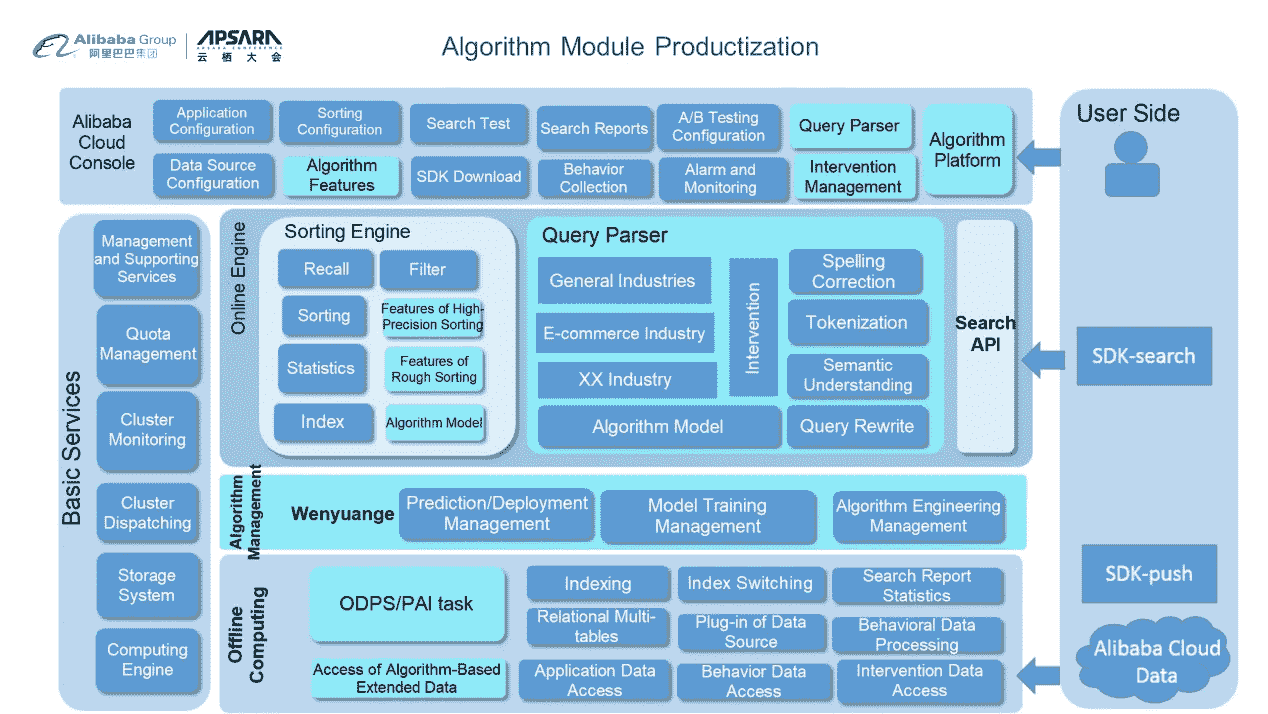 Alibaba Group
阿里巴巴集团
APSARA
APSARA CONFERENCE
云栖大会
Algorithm Module Productization
Alibaba
Cloud
Console
Application
Configuration
Sorting
Configuration
Search Test
Search Reports
A/B Testing
Configuration
Query Parser
Algorithm
Platform
Data Source
Configuration
Algorithm
Features
SDK Download
Behavior
Collection
Alarm and
Monitoring
Intervention
Management
User Side
Basic Services
Management
and Supporting
Services
Quota
Management
Cluster
Monitoring
Cluster
Dispatching
Storage
System
Computing
Engine
Online Engine
Sorting Engine
Recall
Filter
Sorting
Features of High-
Precision Sorting
Statistics
Features of
Rough Sorting
Index
Algorithm Model
Query Parser
General Industries
E-commerce Industry
XX Industry
Algorithm Model
Intervention
Spelling
Correction
Tokenization
Semantic
Understanding
Query Rewrite
Search
API
SDK-search
Algorithm
Management
Wenyuange
Prediction/Deployment
Management
Model Training
Management
Algorithm Engineering
Management
Offline
Computing
ODPS/PAI task
Indexing
Index Switching
Search Report
Statistics
Relational Multi-
tables
Plug-in of Data
Source
Behavioral Data
Processing
Access of Algorithm-Based
Extended Data
Application Data
Access
Behavior Data
Access
Intervention Data
Access
SDK-push
Alibaba Cloud
Data